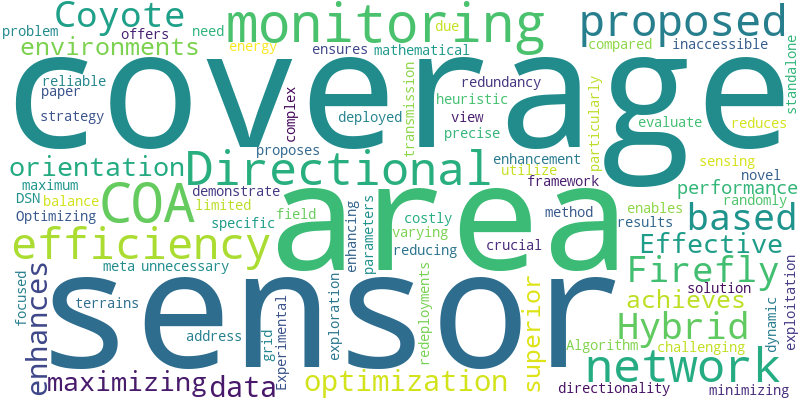 Coyote
problem
offers
need
environments
energy
monitoring
due
ensures
mathematical
proposed
compared
inaccessible
coverage
reliable
paper
strategy
complex
deployed
transmission
redundancy
heuristic
view
precise
particularly
evaluate
reduces
standalone
proposes
orientation
Directional
enhancement
utilize
framework
sensing
novel
performance
randomly
maximum
DSN
balance
Optimizing
COA
demonstrate
limited
specific
field
area
enhancing
parameters
costly
varying
reducing
crucial
method
enables
results
based
efficiency
Effective
meta
unnecessary
focused
enhances
terrains
sensor
address
grid
Experimental
exploration
redeployments
superior
Firefly
solution
achieves
Hybrid
dynamic
exploitation
Algorithm
challenging
network
maximizing
data
optimization
directionality
minimizing